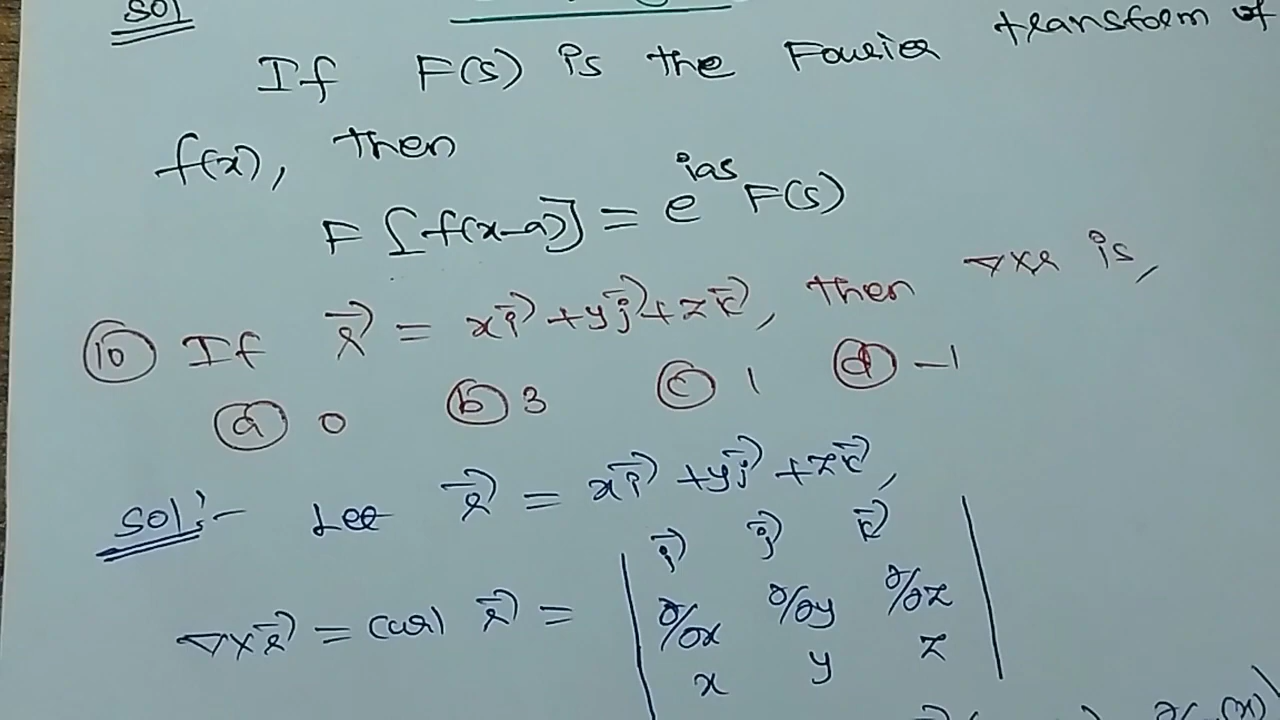 Sol
If F(s) is the Fourier transform of
f(x), then
F[f(x-a)] = e^{ias} F(s)
⑩ If r⃗ = xi⃗ + yj⃗ + zk⃗, then ∇×r is,
ⓐ 0 ⓑ 3 ⓒ 1 ⓓ -1
Sol:- Let r⃗ = xi⃗ + yj⃗ + zk⃗,
∇×r⃗ = curl r⃗ = | i⃗ j⃗ k⃗
∂/∂x ∂/∂y ∂/∂z
x y z |